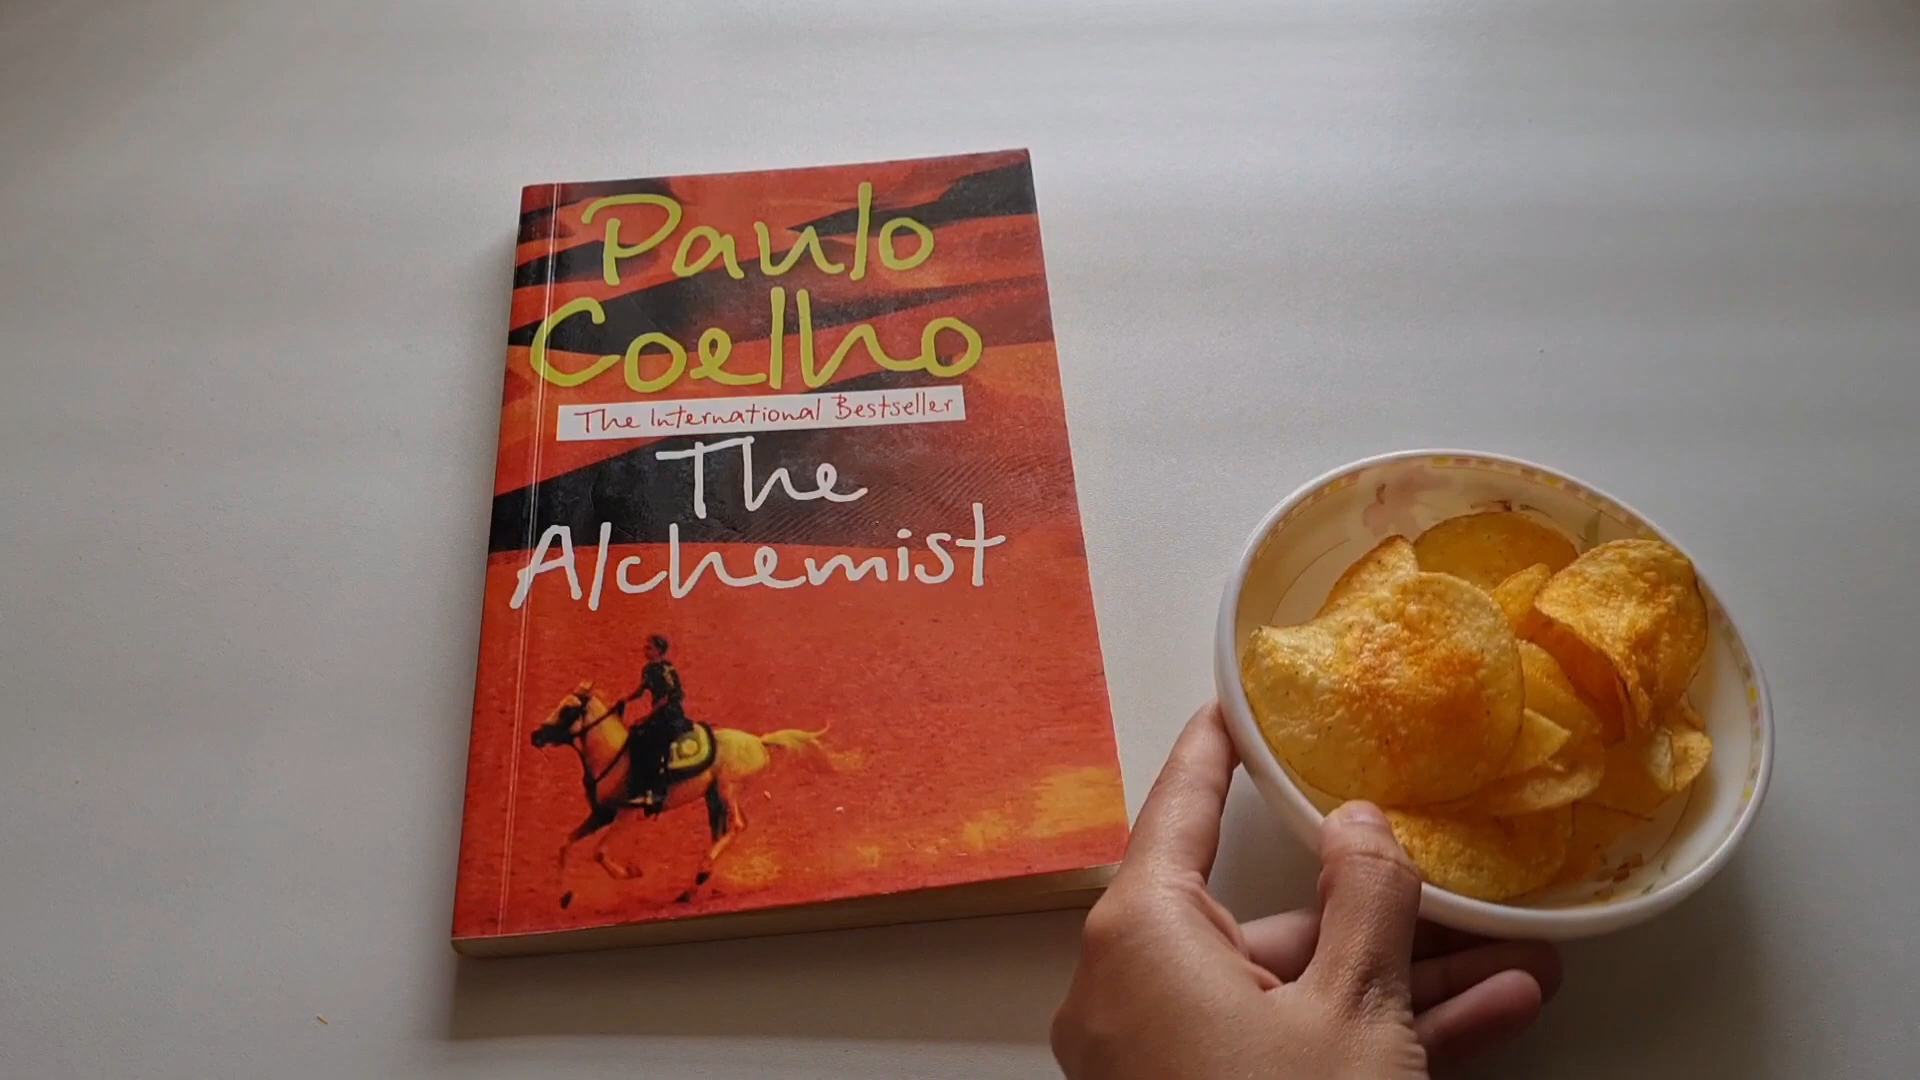 Paulo
Coelho
The International Bestseller
The
Alchemist